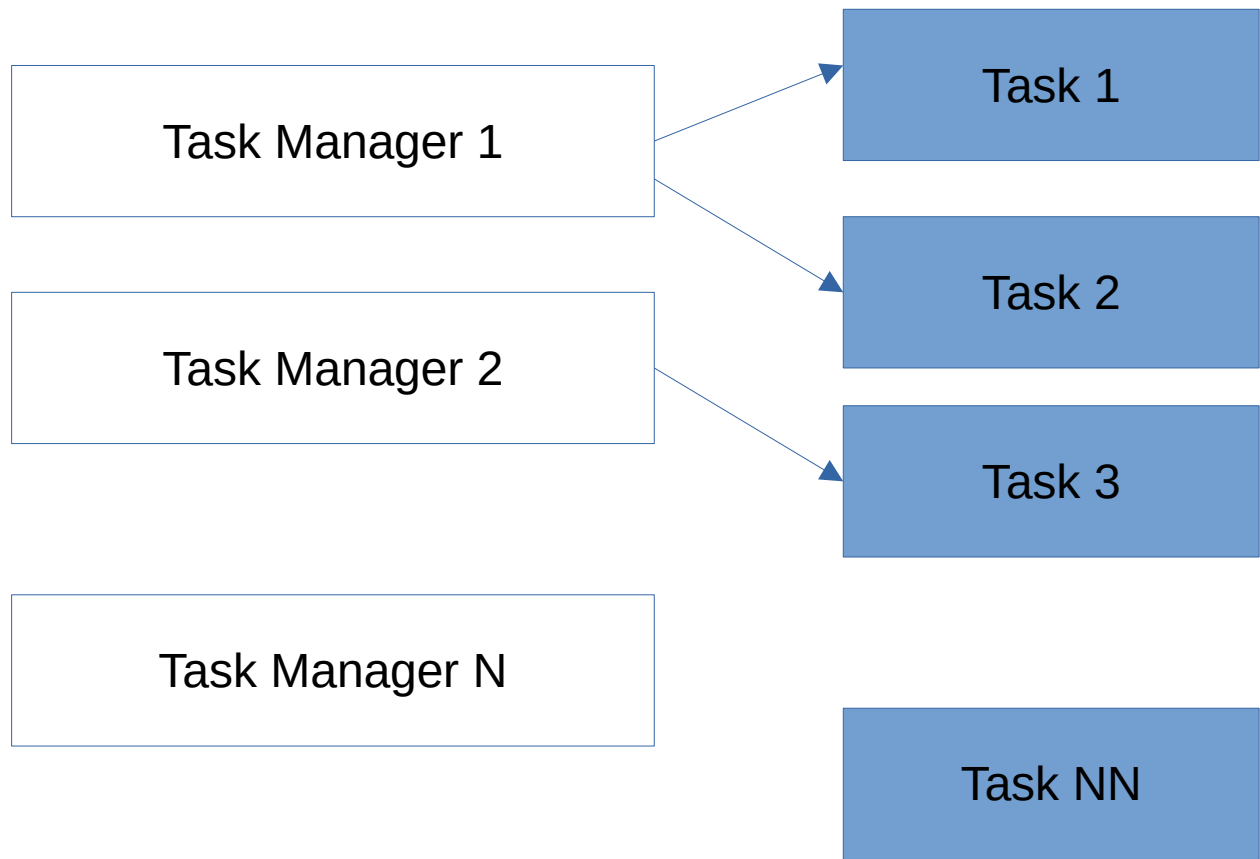 Task Manager 1
Task 1
Task 2
Task Manager 2
Task 3
Task Manager N
Task NN